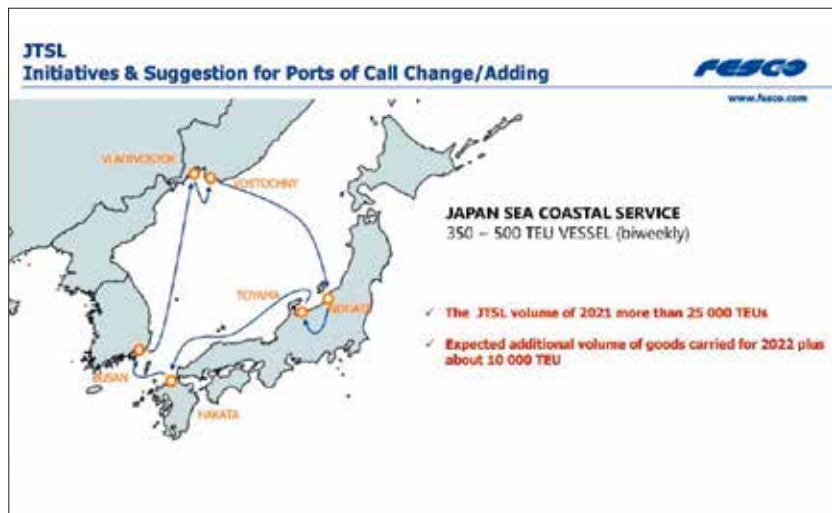 JTSL
Initiatives & Suggestion for Ports of Call Change/Adding
FESCO
www.fesco.com
VLADIVOSTOK
VOSTOCHNY
JAPAN SEA COASTAL SERVICE
350 – 500 TEU VESSEL (biweekly)
TOYAMA
NIIGATA
✓ The JTSL volume of 2021 more than 25 000 TEUs
✓ Expected additional volume of goods carried for 2022 plus
about 10 000 TEU
BUSAN
HAKATA